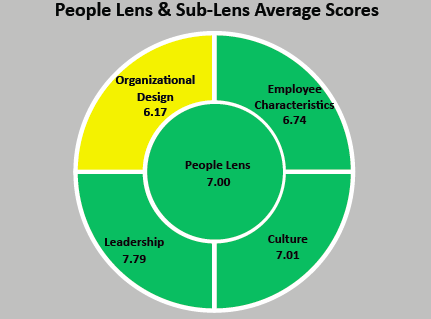 People Lens & Sub-Lens Average Scores
Organizational
Design
6.17
Employee
Characteristics
6.74
People Lens
7.00
Leadership
7.79
Culture
7.01